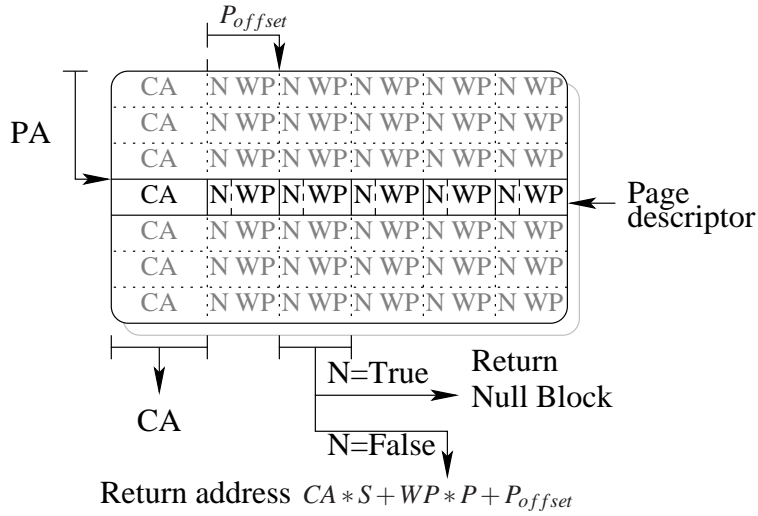 P_offset
CA N WP N WP N WP N WP N WP
CA N WP N WP N WP N WP N WP
CA N WP N WP N WP N WP N WP
PA
CA N WP N WP N WP N WP N WP
Page descriptor
CA N WP N WP N WP N WP N WP
CA N WP N WP N WP N WP N WP
CA N WP N WP N WP N WP N WP
CA
N=True
Return
Null Block
N=False
Return address CA ∗ S + WP ∗ P + P_offset